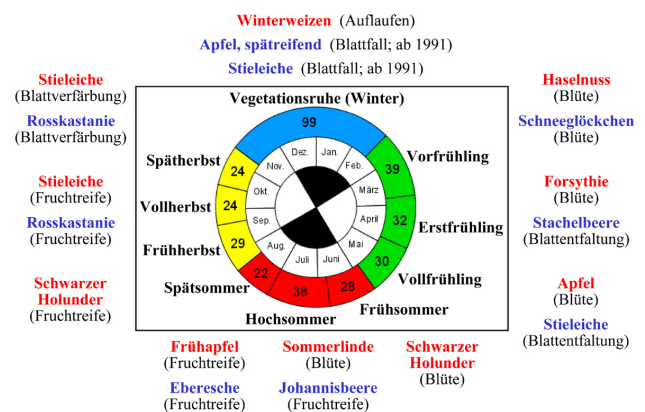 Winterweizen (Auflaufen)
Apfel, spätreifend (Blattfall; ab 1991)
Stieleiche (Blattfall; ab 1991)
Stieleiche
(Blattverfärbung)
Rosskastanie
(Blattverfärbung)
Stieleiche
(Fruchtreife)
Rosskastanie
(Fruchtreife)
Schwarzer
Holunder
(Fruchtreife)
Vegetationsruhe (Winter)
99
Spätherbst
24
Vollherbst
24
Frühherbst
29
Spätsommer
22
Hochsommer
38
Frühsommer
28
Vollfrühling
30
Erstfrühling
32
Vorfrühling
39
Jan.
Feb.
März
April
Mai
Juni
Juli
Aug.
Sep.
Okt.
Nov.
Dez.
Haselnuss
(Blüte)
Schneeglöckchen
(Blüte)
Forsythie
(Blüte)
Stachelbeere
(Blattentfaltung)
Apfel
(Blüte)
Stieleiche
(Blattentfaltung)
Frühapfel
(Fruchtreife)
Eberesche
(Fruchtreife)
Sommerlinde
(Blüte)
Johannisbeere
(Fruchtreife)
Schwarzer
Holunder
(Blüte)